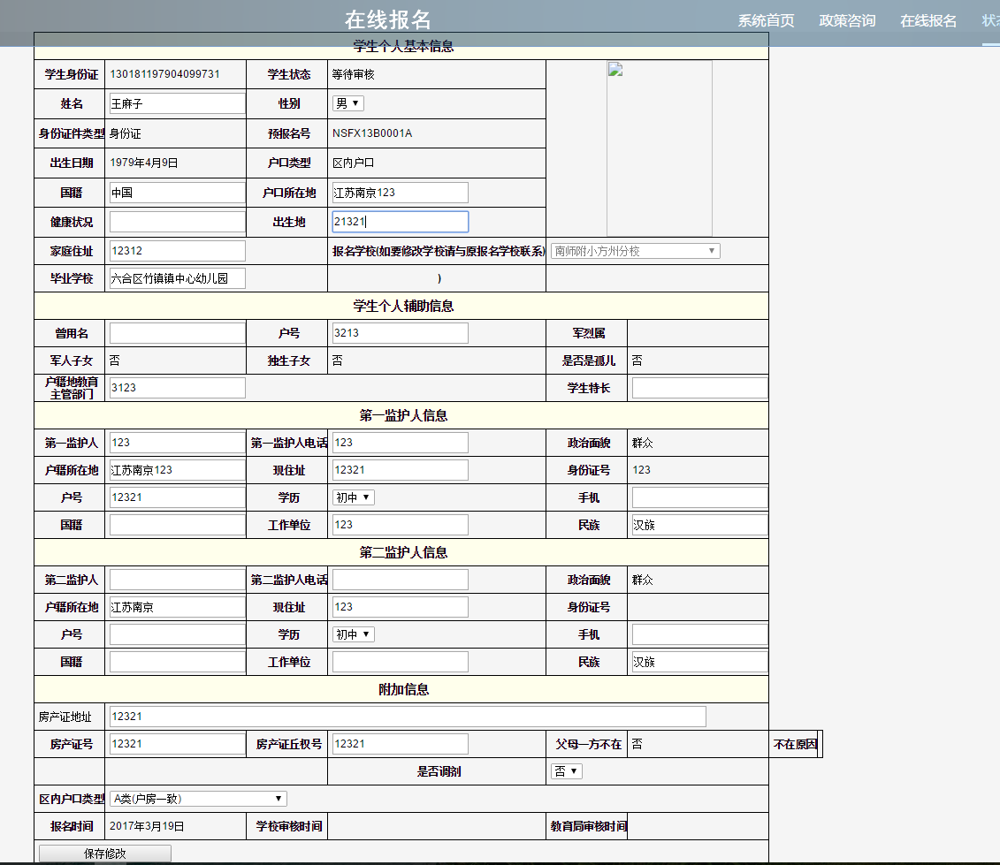 在线报名 系统首页 政策咨询 在线报名 状
学生个人基本信息
学生身份证 130181197904099731 学生状态 等待审核
姓名 王麻子 性别 男
身份证件类型 身份证 预报名号 NSFX13B0001A
出生日期 1979年4月9日 户口类型 区内户口
国籍 中国 户口所在地 江苏南京123
健康状况 出生地 21321
家庭住址 12312 报名学校(如要修改学校请与原报名学校联系) 南师附小方州分校
毕业学校 六合区竹镇镇中心幼儿园 )
学生个人辅助信息
曾用名 户号 3213 军烈属
军人子女 否 独生子女 否 是否是孤儿 否
户籍地教育
主管部门 3123 学生特长
第一监护人信息
第一监护人 123 第一监护人电话 123 政治面貌 群众
户籍所在地 江苏南京123 现住址 12321 身份证号 123
户号 12321 学历 初中 手机
国籍 工作单位 123 民族 汉族
第二监护人信息
第二监护人 第二监护人电话 政治面貌 群众
户籍所在地 江苏南京 现住址 123 身份证号
户号 学历 初中 手机
国籍 工作单位 民族 汉族
附加信息
房产证地址 12321
房产证号 12321 房产证丘权号 12321 父母一方不在 否 不在原因
是否调剂 否
区内户口类型 A类(户房一致)
报名时间 2017年3月19日 学校审核时间 教育局审核时间
保存修改